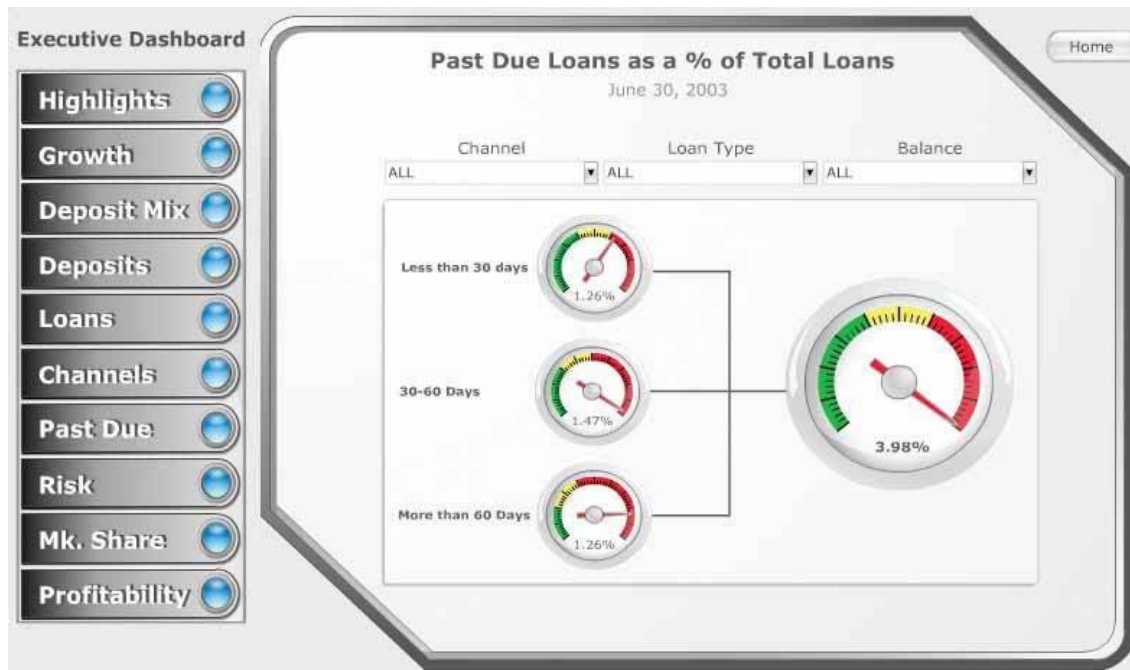 Executive Dashboard
Highlights
Growth
Deposit Mix
Deposits
Loans
Channels
Past Due
Risk
Mk. Share
Profitability
Home
Past Due Loans as a % of Total Loans
June 30, 2003
Channel Loan Type Balance
ALL ALL ALL
Less than 30 days
1.26%
30-60 Days
1.47%
More than 60 Days
1.26%
3.98%